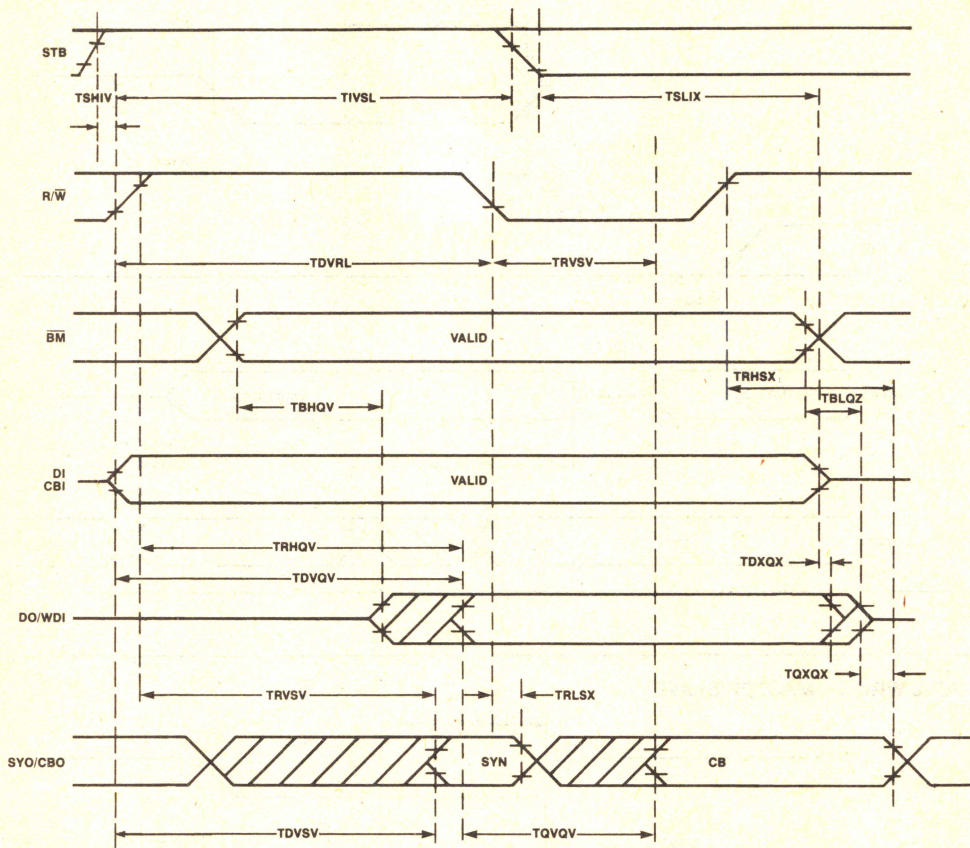 STB
TSHIV
TIVSL
TSLIX
R/W̅
TDVRL
TRVSV
B̅M̅
VALID
TRHSX
TBHQV
TBLQZ
DI
CBI
VALID
TRHQV
TDXQX
TDVQV
DO/WDI
TQXQX
TRVSV
TRLSX
SYO/CBO
SYN
CB
TDVSV
TQVQV